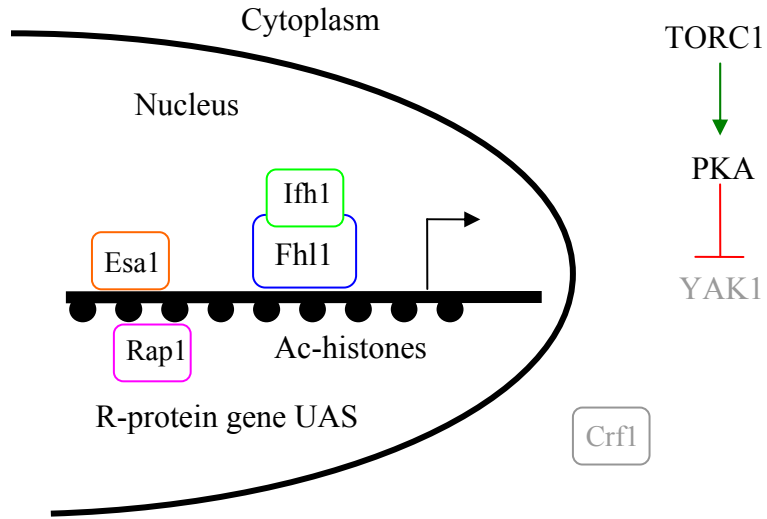 Cytoplasm
TORC1
Nucleus
PKA
Ifh1
Esa1
Fhl1
YAK1
Rap1
Ac-histones
R-protein gene UAS
Crf1